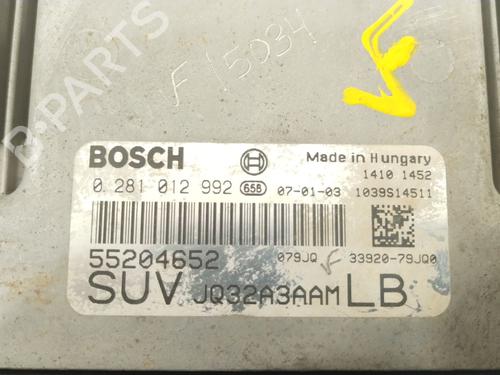 B-PARTS
F 15034
BOSCH Made in Hungary
1410 1452
0 281 012 992 658 07-01-03 1039S14511
55204652 079JQ F 33920-79JQ0
SUV JQ32A3AAM LB